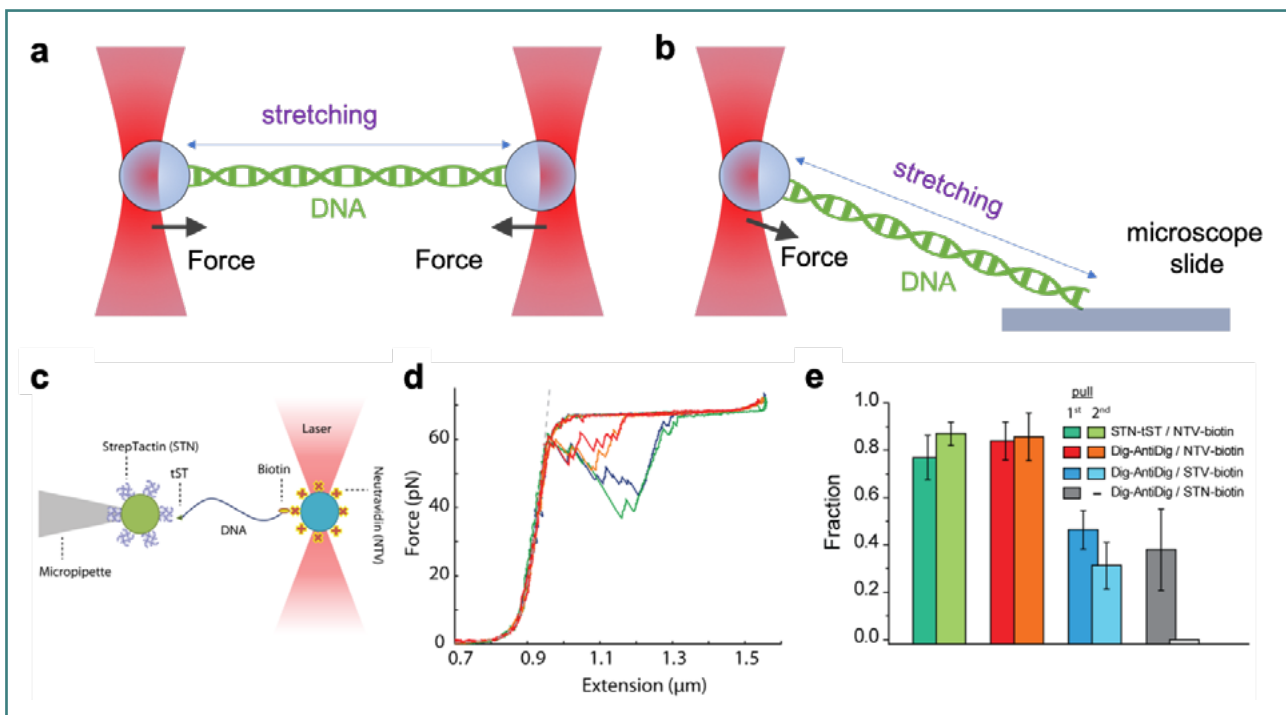 a
stretching
DNA
Force
Force
b
stretching
Force
DNA
microscope
slide
c
StrepTactin (STN)
tST
Micropipette
DNA
Biotin
Laser
Neutravidin (NTV)
d
Force (pN)
60
40
20
0
0.7
0.9
1.1
1.3
1.5
Extension (µm)
e
Fraction
1.0
0.8
0.6
0.4
0.2
0.0
pull
1st 2nd
STN-tST / NTV-biotin
Dig-AntiDig / NTV-biotin
Dig-AntiDig / STV-biotin
– Dig-AntiDig / STN-biotin